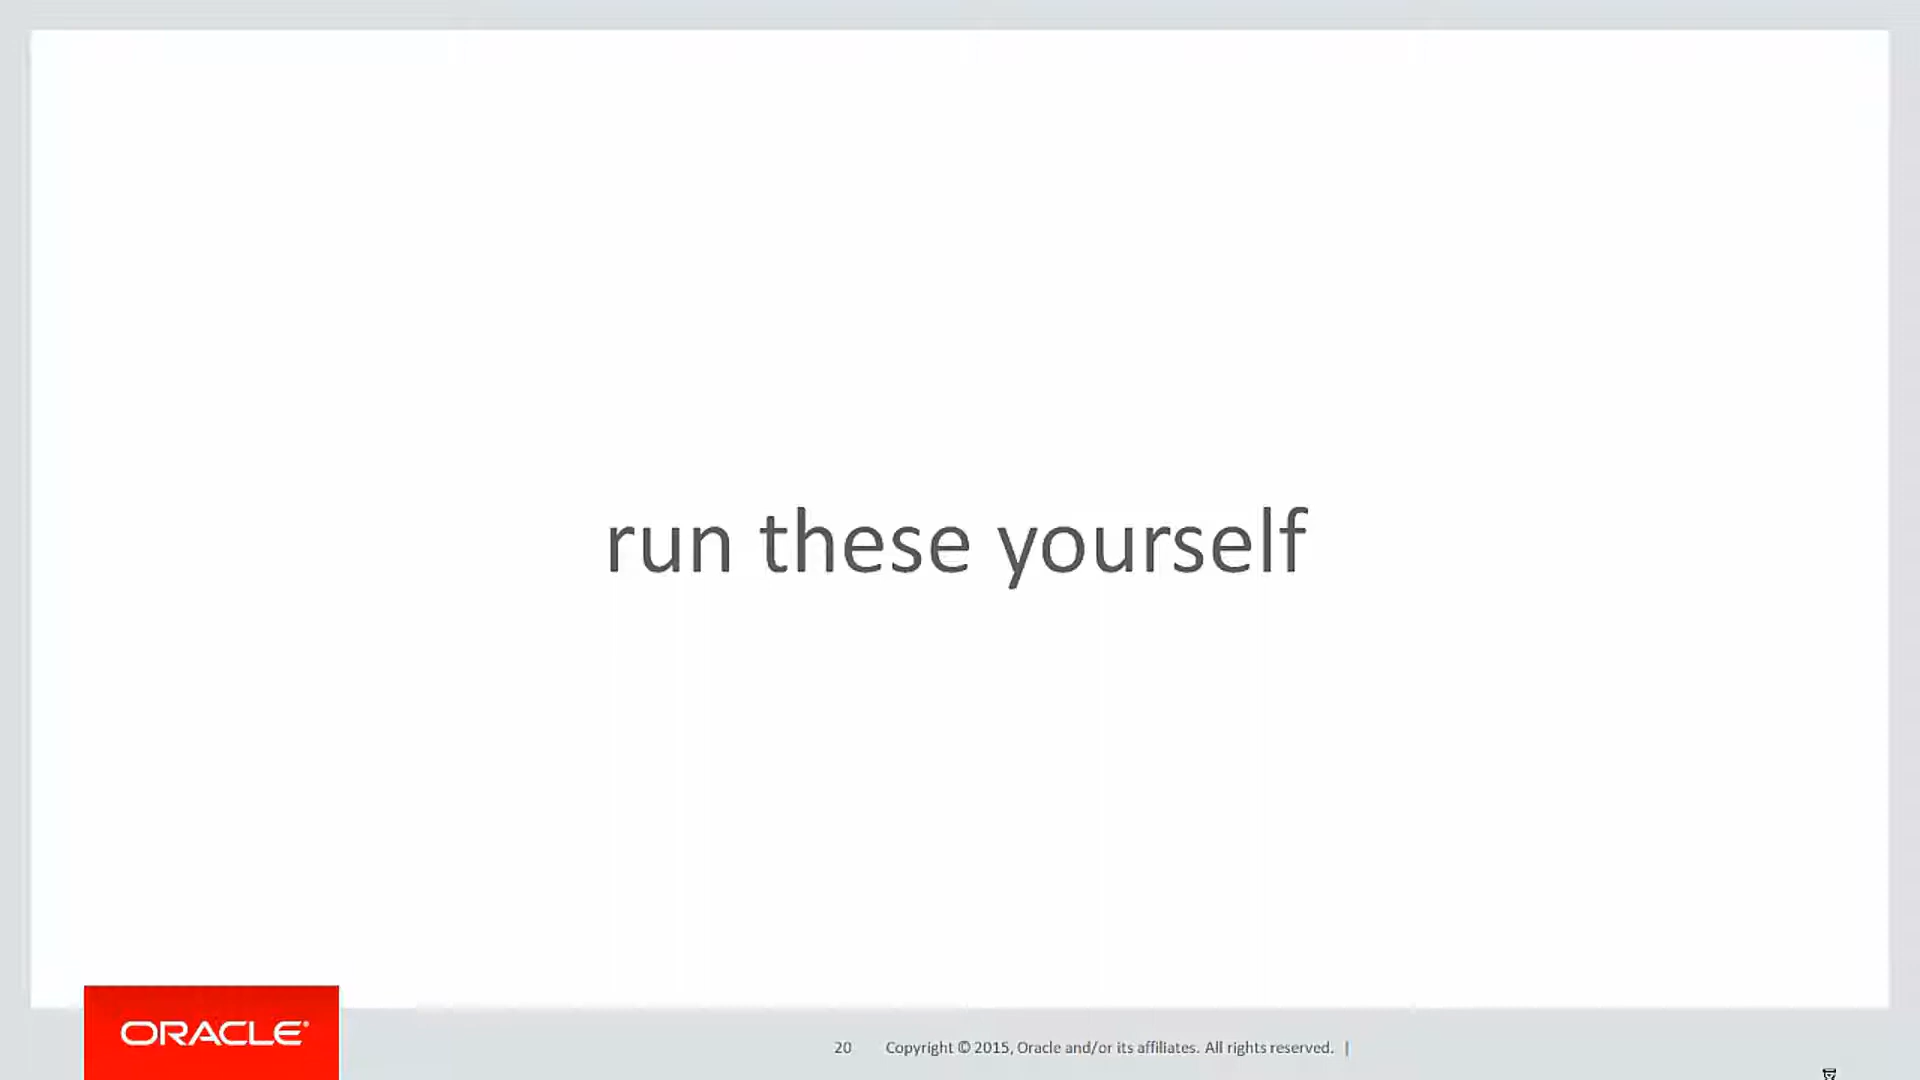 run these yourself
ORACLE®
20 Copyright © 2015, Oracle and/or its affiliates. All rights reserved. |